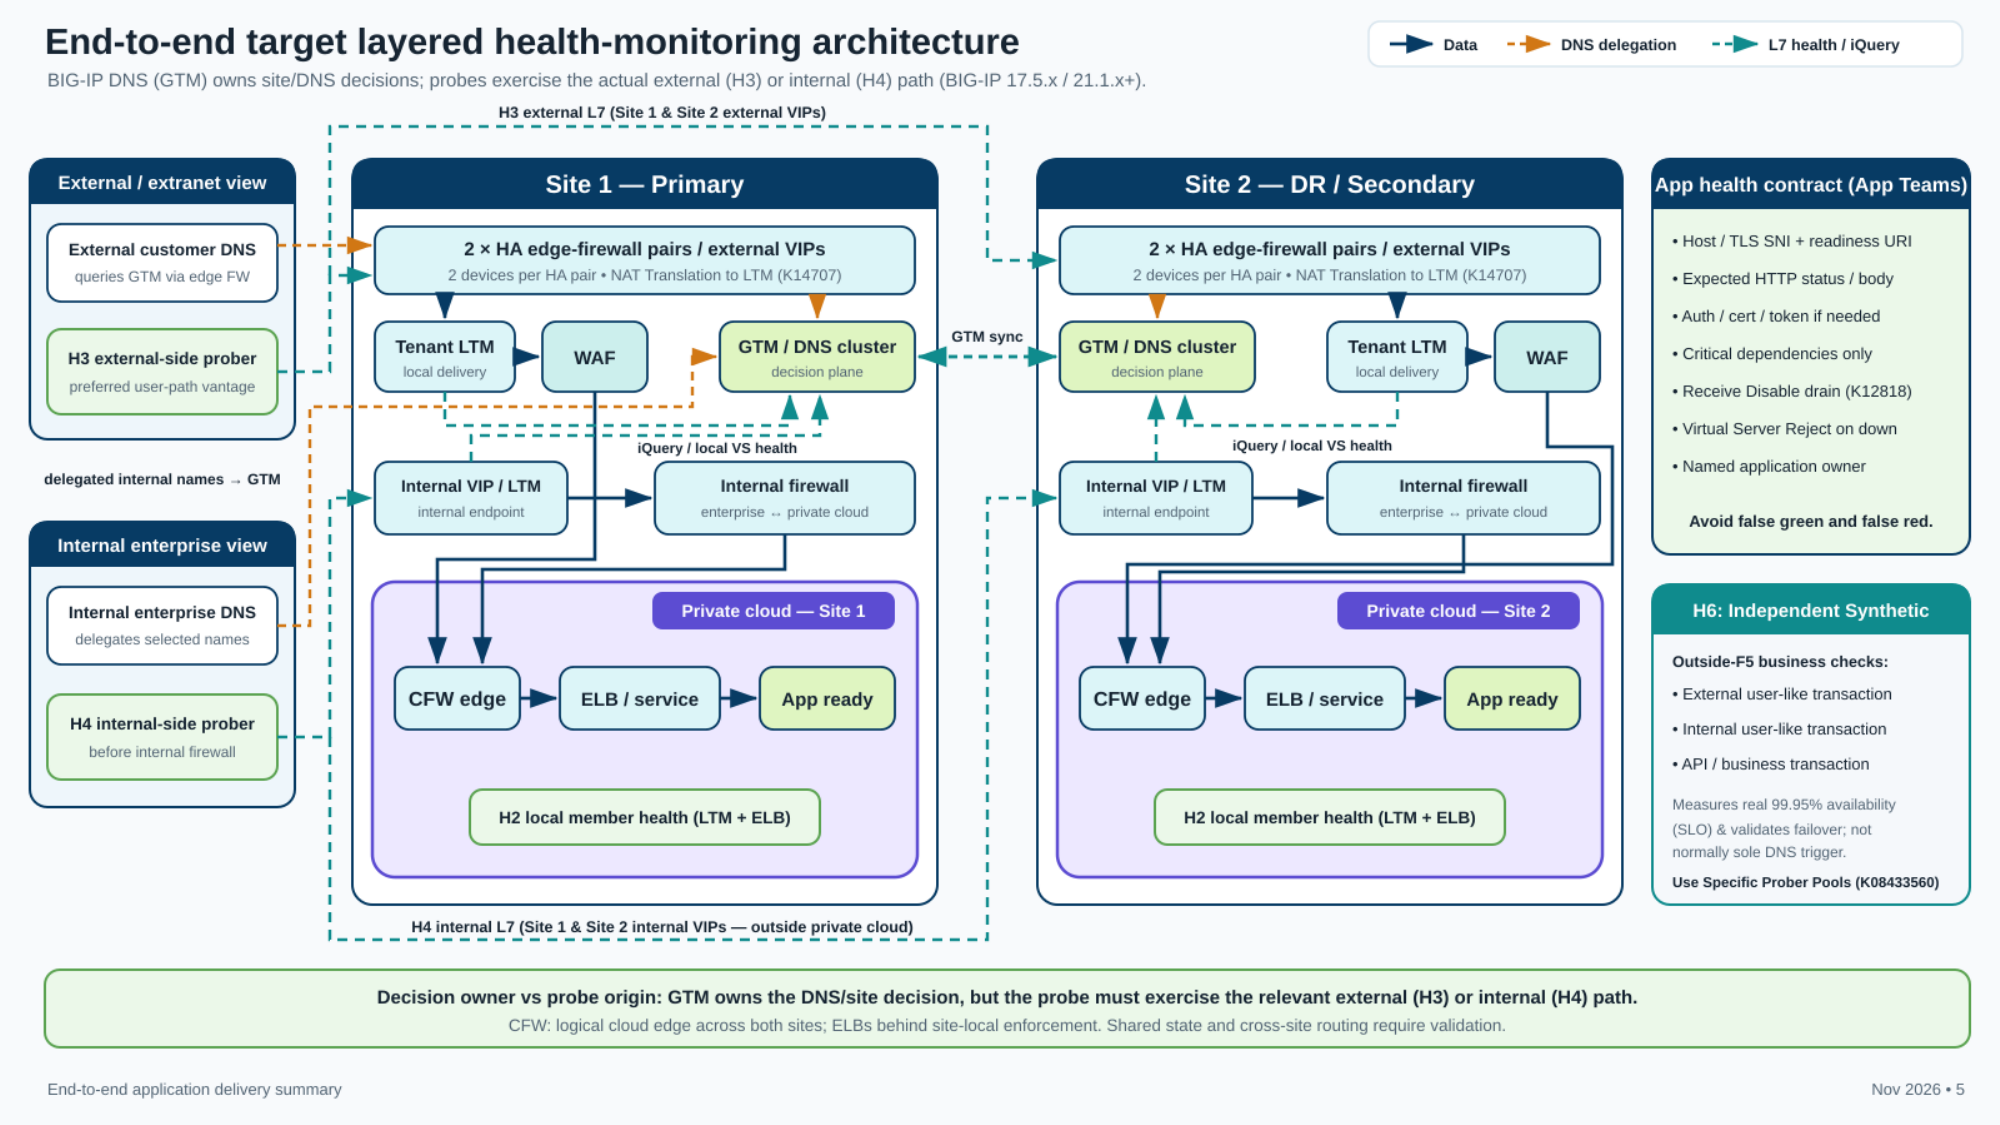 End-to-end target layered health-monitoring architecture
BIG-IP DNS (GTM) owns site/DNS decisions; probes exercise the actual external (H3) or internal (H4) path (BIG-IP 17.5.x / 21.1.x+).
Data
DNS delegation
L7 health / iQuery
H3 external L7 (Site 1 & Site 2 external VIPs)
External / extranet view
External customer DNS
queries GTM via edge FW
H3 external-side prober
preferred user-path vantage
delegated internal names → GTM
Internal enterprise view
Internal enterprise DNS
delegates selected names
H4 internal-side prober
before internal firewall
Site 1 — Primary
2 × HA edge-firewall pairs / external VIPs
2 devices per HA pair • NAT Translation to LTM (K14707)
Tenant LTM
local delivery
WAF
GTM / DNS cluster
decision plane
iQuery / local VS health
Internal VIP / LTM
internal endpoint
Internal firewall
enterprise ↔ private cloud
Private cloud — Site 1
CFW edge
ELB / service
App ready
H2 local member health (LTM + ELB)
GTM sync
Site 2 — DR / Secondary
2 × HA edge-firewall pairs / external VIPs
2 devices per HA pair • NAT Translation to LTM (K14707)
GTM / DNS cluster
decision plane
Tenant LTM
local delivery
WAF
iQuery / local VS health
Internal VIP / LTM
internal endpoint
Internal firewall
enterprise ↔ private cloud
Private cloud — Site 2
CFW edge
ELB / service
App ready
H2 local member health (LTM + ELB)
H4 internal L7 (Site 1 & Site 2 internal VIPs — outside private cloud)
App health contract (App Teams)
• Host / TLS SNI + readiness URI
• Expected HTTP status / body
• Auth / cert / token if needed
• Critical dependencies only
• Receive Disable drain (K12818)
• Virtual Server Reject on down
• Named application owner
Avoid false green and false red.
H6: Independent Synthetic
Outside-F5 business checks:
• External user-like transaction
• Internal user-like transaction
• API / business transaction
Measures real 99.95% availability
(SLO) & validates failover; not
normally sole DNS trigger.
Use Specific Prober Pools (K08433560)
Decision owner vs probe origin: GTM owns the DNS/site decision, but the probe must exercise the relevant external (H3) or internal (H4) path.
CFW: logical cloud edge across both sites; ELBs behind site-local enforcement. Shared state and cross-site routing require validation.
End-to-end application delivery summary
Nov 2026 • 5